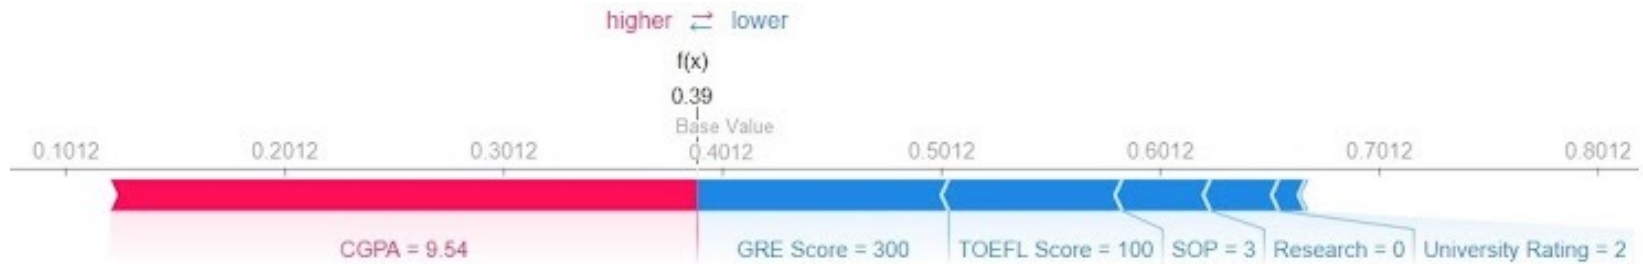 higher ⇄ lower
f(x)
0.39
Base Value
0.1012 0.2012 0.3012 0.4012 0.5012 0.6012 0.7012 0.8012
CGPA = 9.54 GRE Score = 300 TOEFL Score = 100 SOP = 3 Research = 0 University Rating = 2